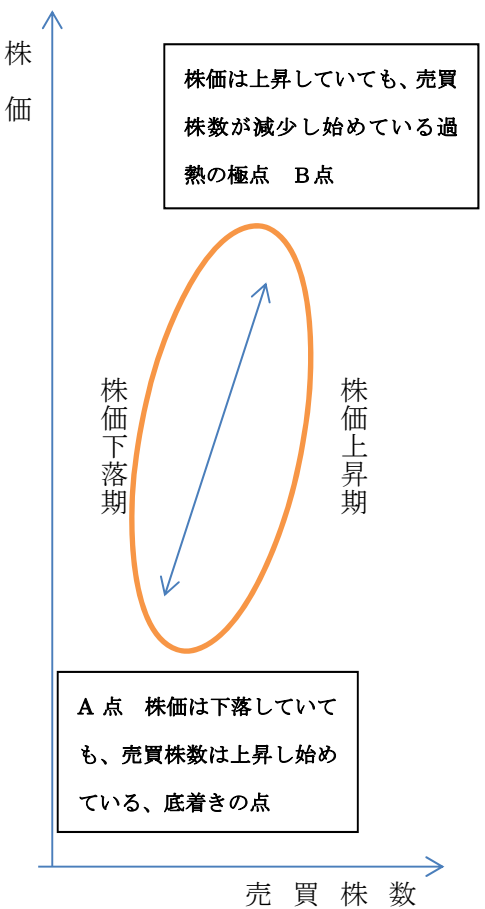 株価
株価は上昇していても、売買
株数が減少し始めている過
熱の極点　Ｂ点
株価下落期
株価上昇期
A 点　株価は下落していて
も、売買株数は上昇し始め
ている、底着きの点
売買株数